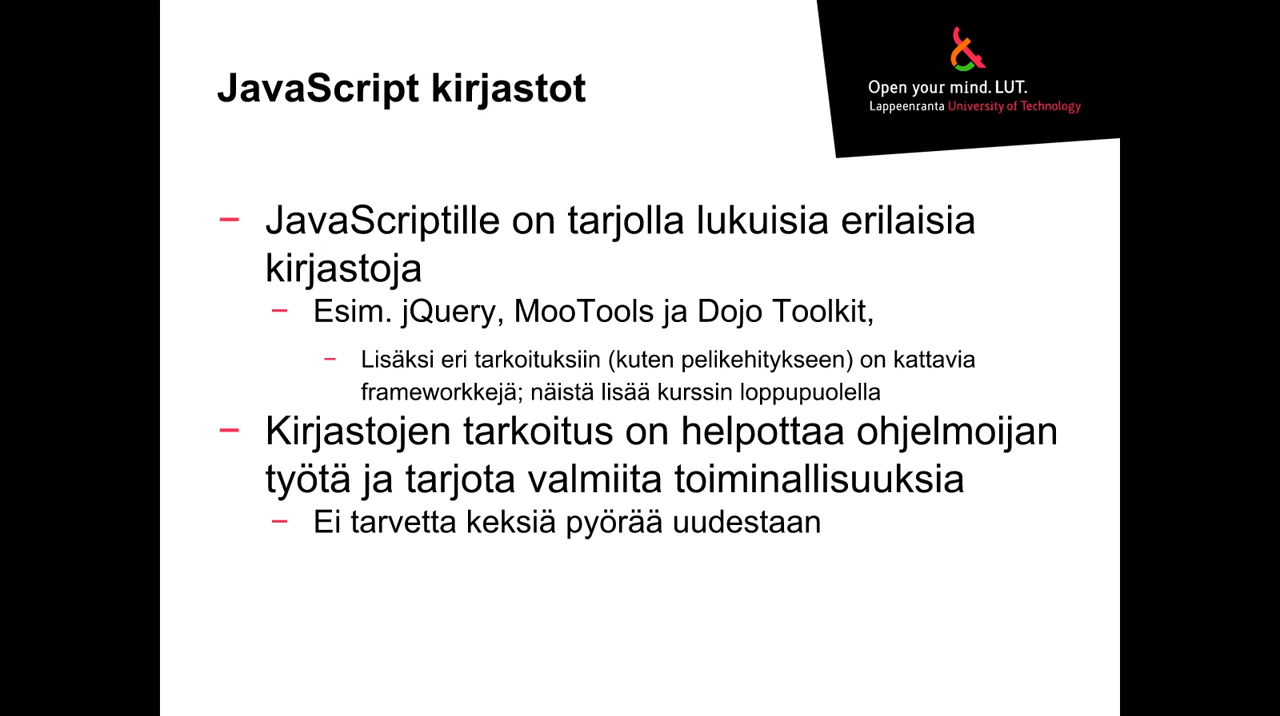 JavaScript kirjastot
Open your mind. LUT.
Lappeenranta University of Technology
– JavaScriptille on tarjolla lukuisia erilaisia
kirjastoja
– Esim. jQuery, MooTools ja Dojo Toolkit,
– Lisäksi eri tarkoituksiin (kuten pelikehitykseen) on kattavia
frameworkkejä; näistä lisää kurssin loppupuolella
– Kirjastojen tarkoitus on helpottaa ohjelmoijan
työtä ja tarjota valmiita toiminallisuuksia
– Ei tarvetta keksiä pyörää uudestaan